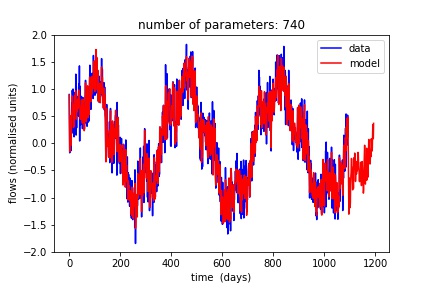 number of parameters: 740
2.0
1.5
1.0
0.5
0.0
−0.5
−1.0
−1.5
−2.0
flows (normalised units)
data
model
0 200 400 600 800 1000 1200
time (days)